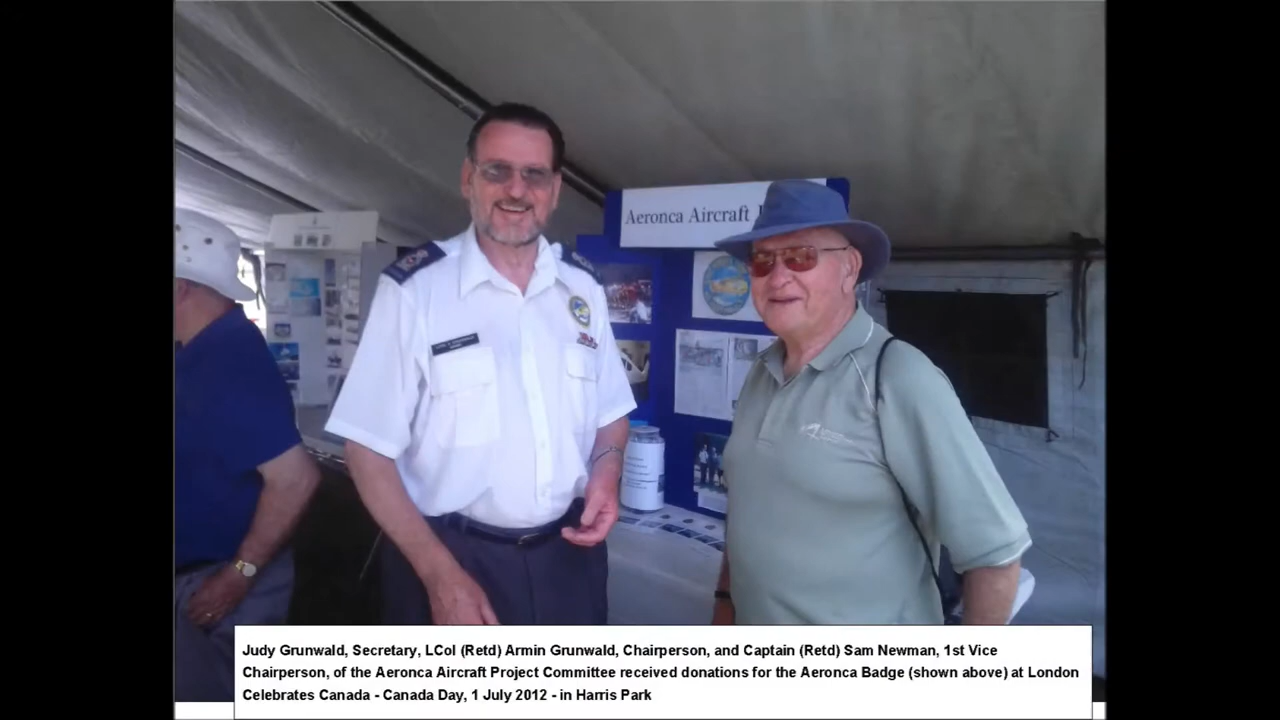 Aeronca Aircraft
Judy Grunwald, Secretary, LCol (Retd) Armin Grunwald, Chairperson, and Captain (Retd) Sam Newman, 1st Vice
Chairperson, of the Aeronca Aircraft Project Committee received donations for the Aeronca Badge (shown above) at London
Celebrates Canada - Canada Day, 1 July 2012 - in Harris Park